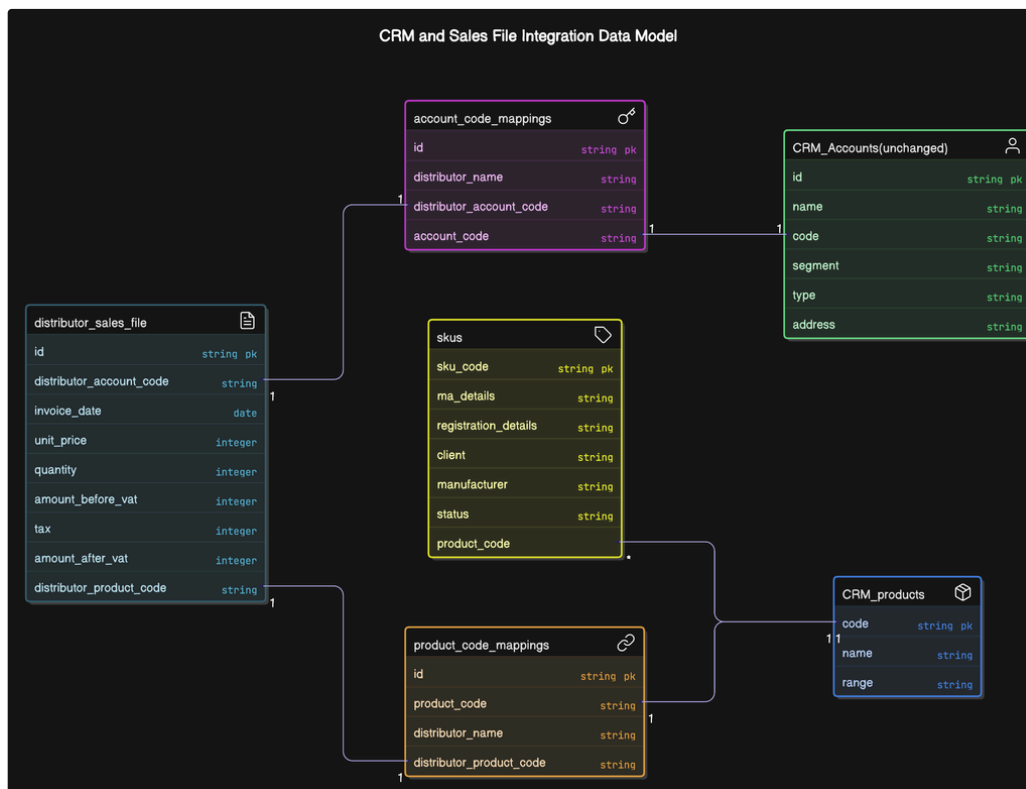 CRM and Sales File Integration Data Model
account_code_mappings
id string pk
distributor_name string
distributor_account_code string
account_code string
1
1
1
CRM_Accounts(unchanged)
id string pk
name string
code string
segment string
type string
address string
distributor_sales_file
id string pk
distributor_account_code string
invoice_date date
unit_price integer
quantity integer
amount_before_vat integer
tax integer
amount_after_vat integer
distributor_product_code string
1
1
skus
sku_code string pk
ma_details string
registration_details string
client string
manufacturer string
status string
product_code
*
CRM_products
code string pk
name string
range string
1 1
product_code_mappings
id string pk
product_code string
distributor_name string
distributor_product_code string
1
1